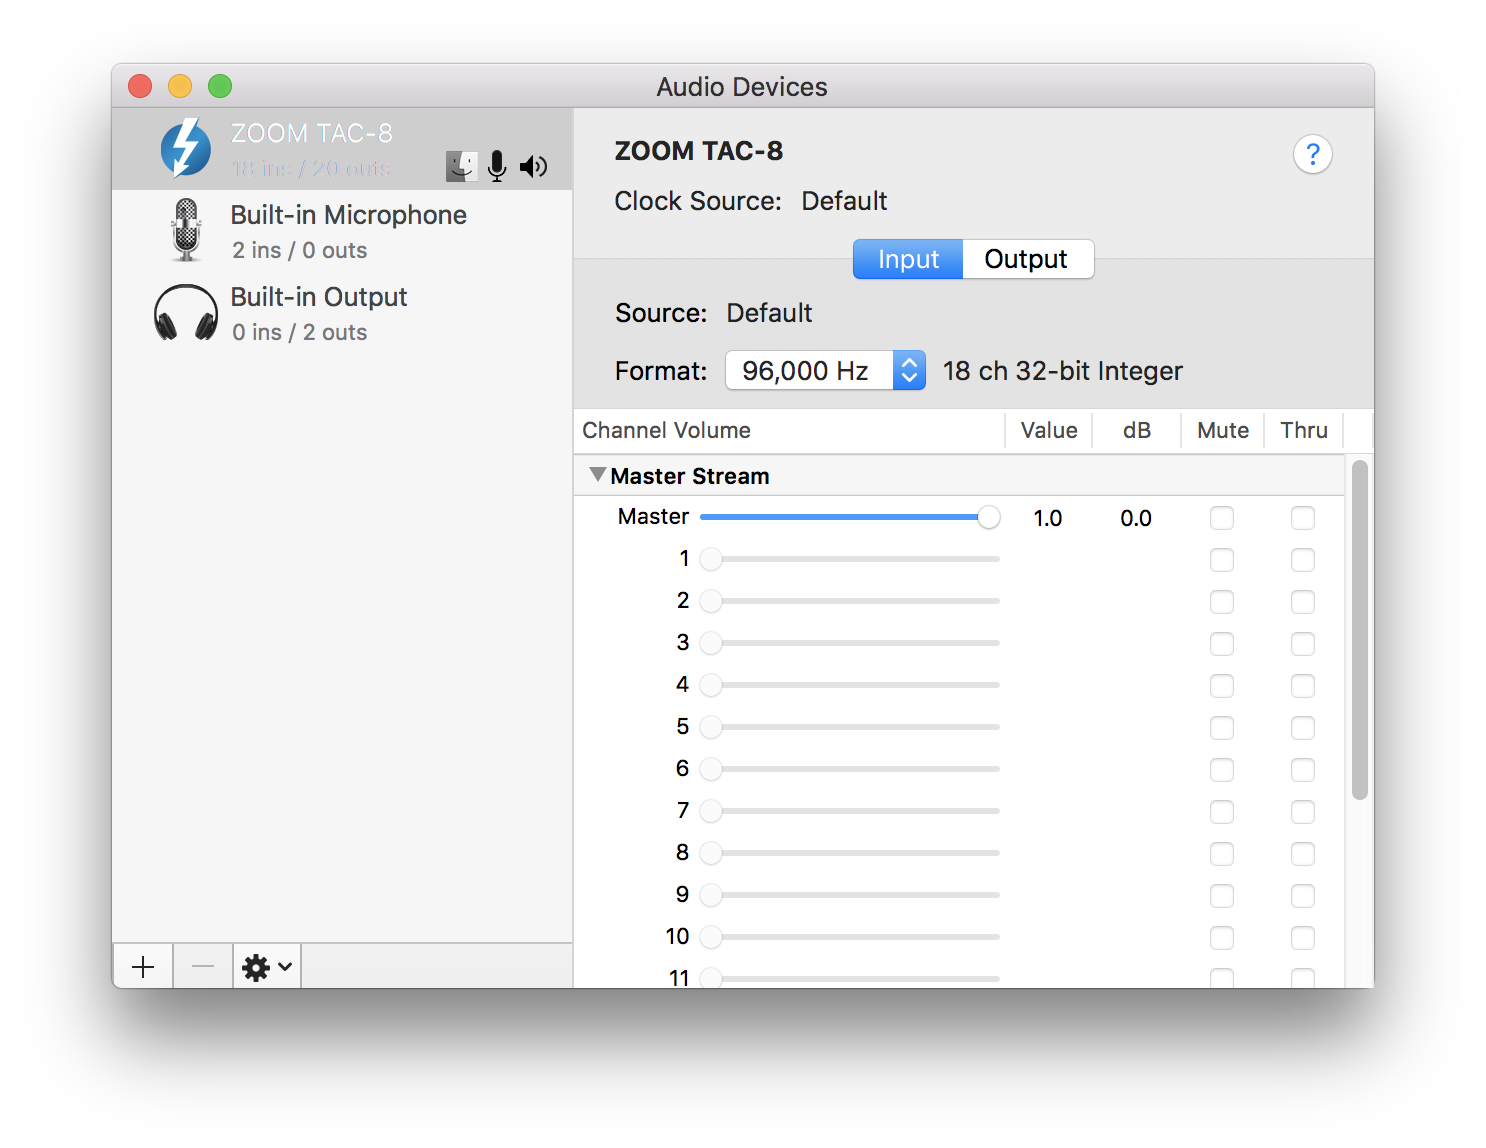 Audio Devices
ZOOM TAC-8
18 ins / 20 outs
Built-in Microphone
2 ins / 0 outs
Built-in Output
0 ins / 2 outs
ZOOM TAC-8
?
Clock Source: Default
Input Output
Source: Default
Format: 96,000 Hz 18 ch 32-bit Integer
Channel Volume Value dB Mute Thru
Master Stream
Master 1.0 0.0
1
2
3
4
5
6
7
8
9
10
11